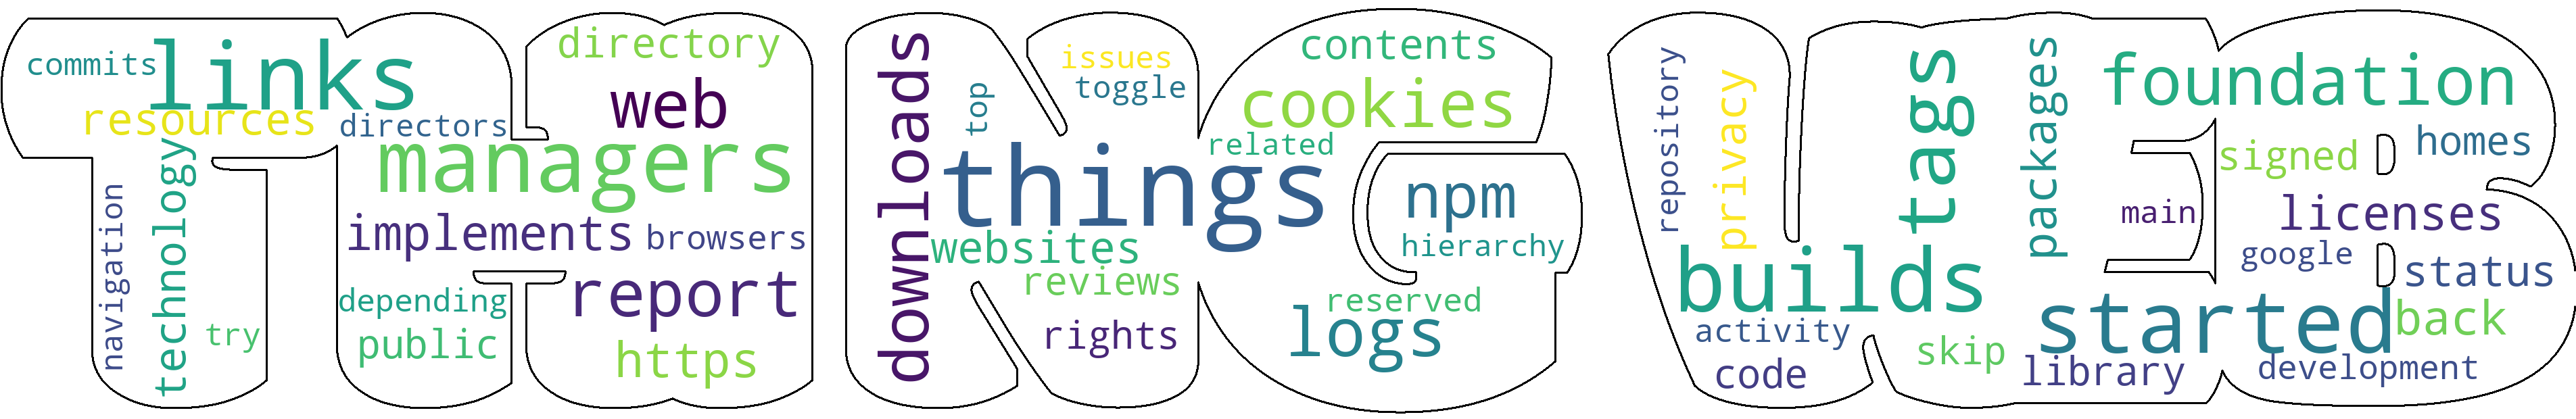 THING WEB
commits
links
resources
directors
navigation
technology
try
directory
web
managers
implements
browsers
depending
report
public
https
downloads
top
issues
toggle
things
websites
reviews
rights
contents
cookies
related
npm
hierarchy
reserved
logs
repository
privacy
tags
packages
builds
activity
code
skip
foundation
signed
homes
main
licenses
google
status
started
back
library
development